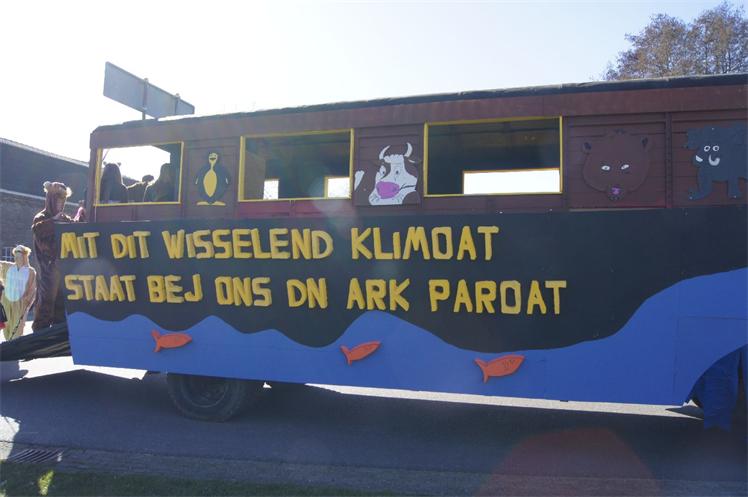 MIT DIT WISSELEND KLIMOAT
STAAT BEJ ONS DN ARK PAROAT